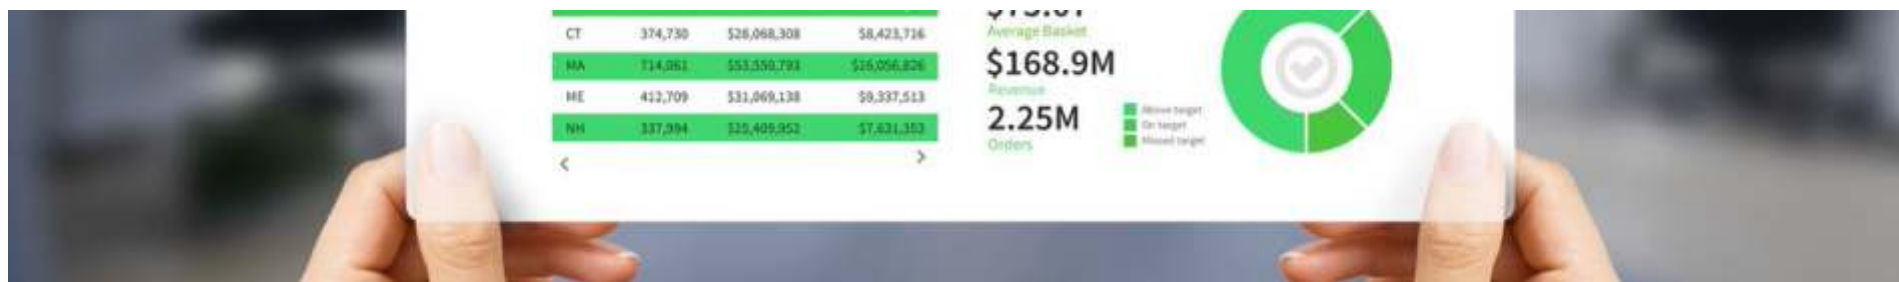 CT 374,730 $28,068,308 $8,423,716
MA 714,061 $53,550,793 $16,056,826
ME 412,709 $31,069,138 $9,337,513
NH 337,994 $25,409,952 $7,631,353
Average Basket
$168.9M
Revenue
2.25M
Orders
Above target
On target
Missed target